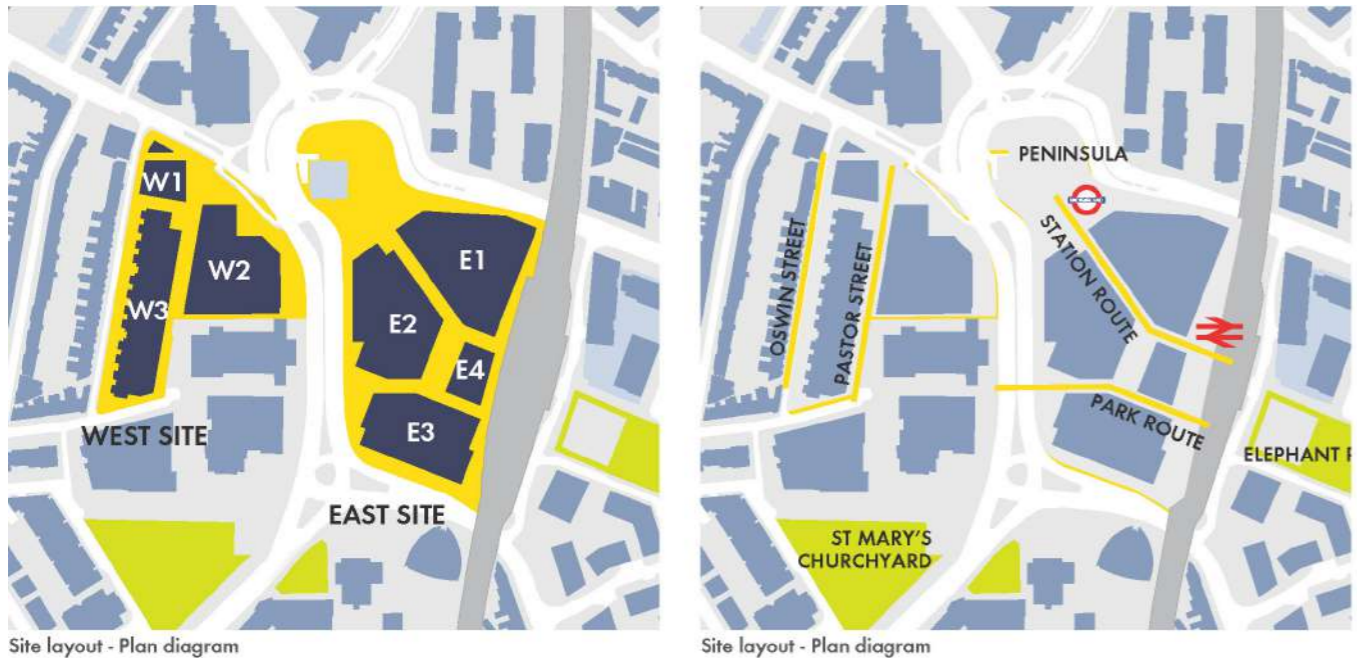 W1
W2
W3
E1
E2
E4
E3
WEST SITE
EAST SITE
Site layout - Plan diagram
PENINSULA
STATION ROUTE
OSWIN STREET
PASTOR STREET
PARK ROUTE
ELEPHANT
ST MARY'S
CHURCHYARD
Site layout - Plan diagram